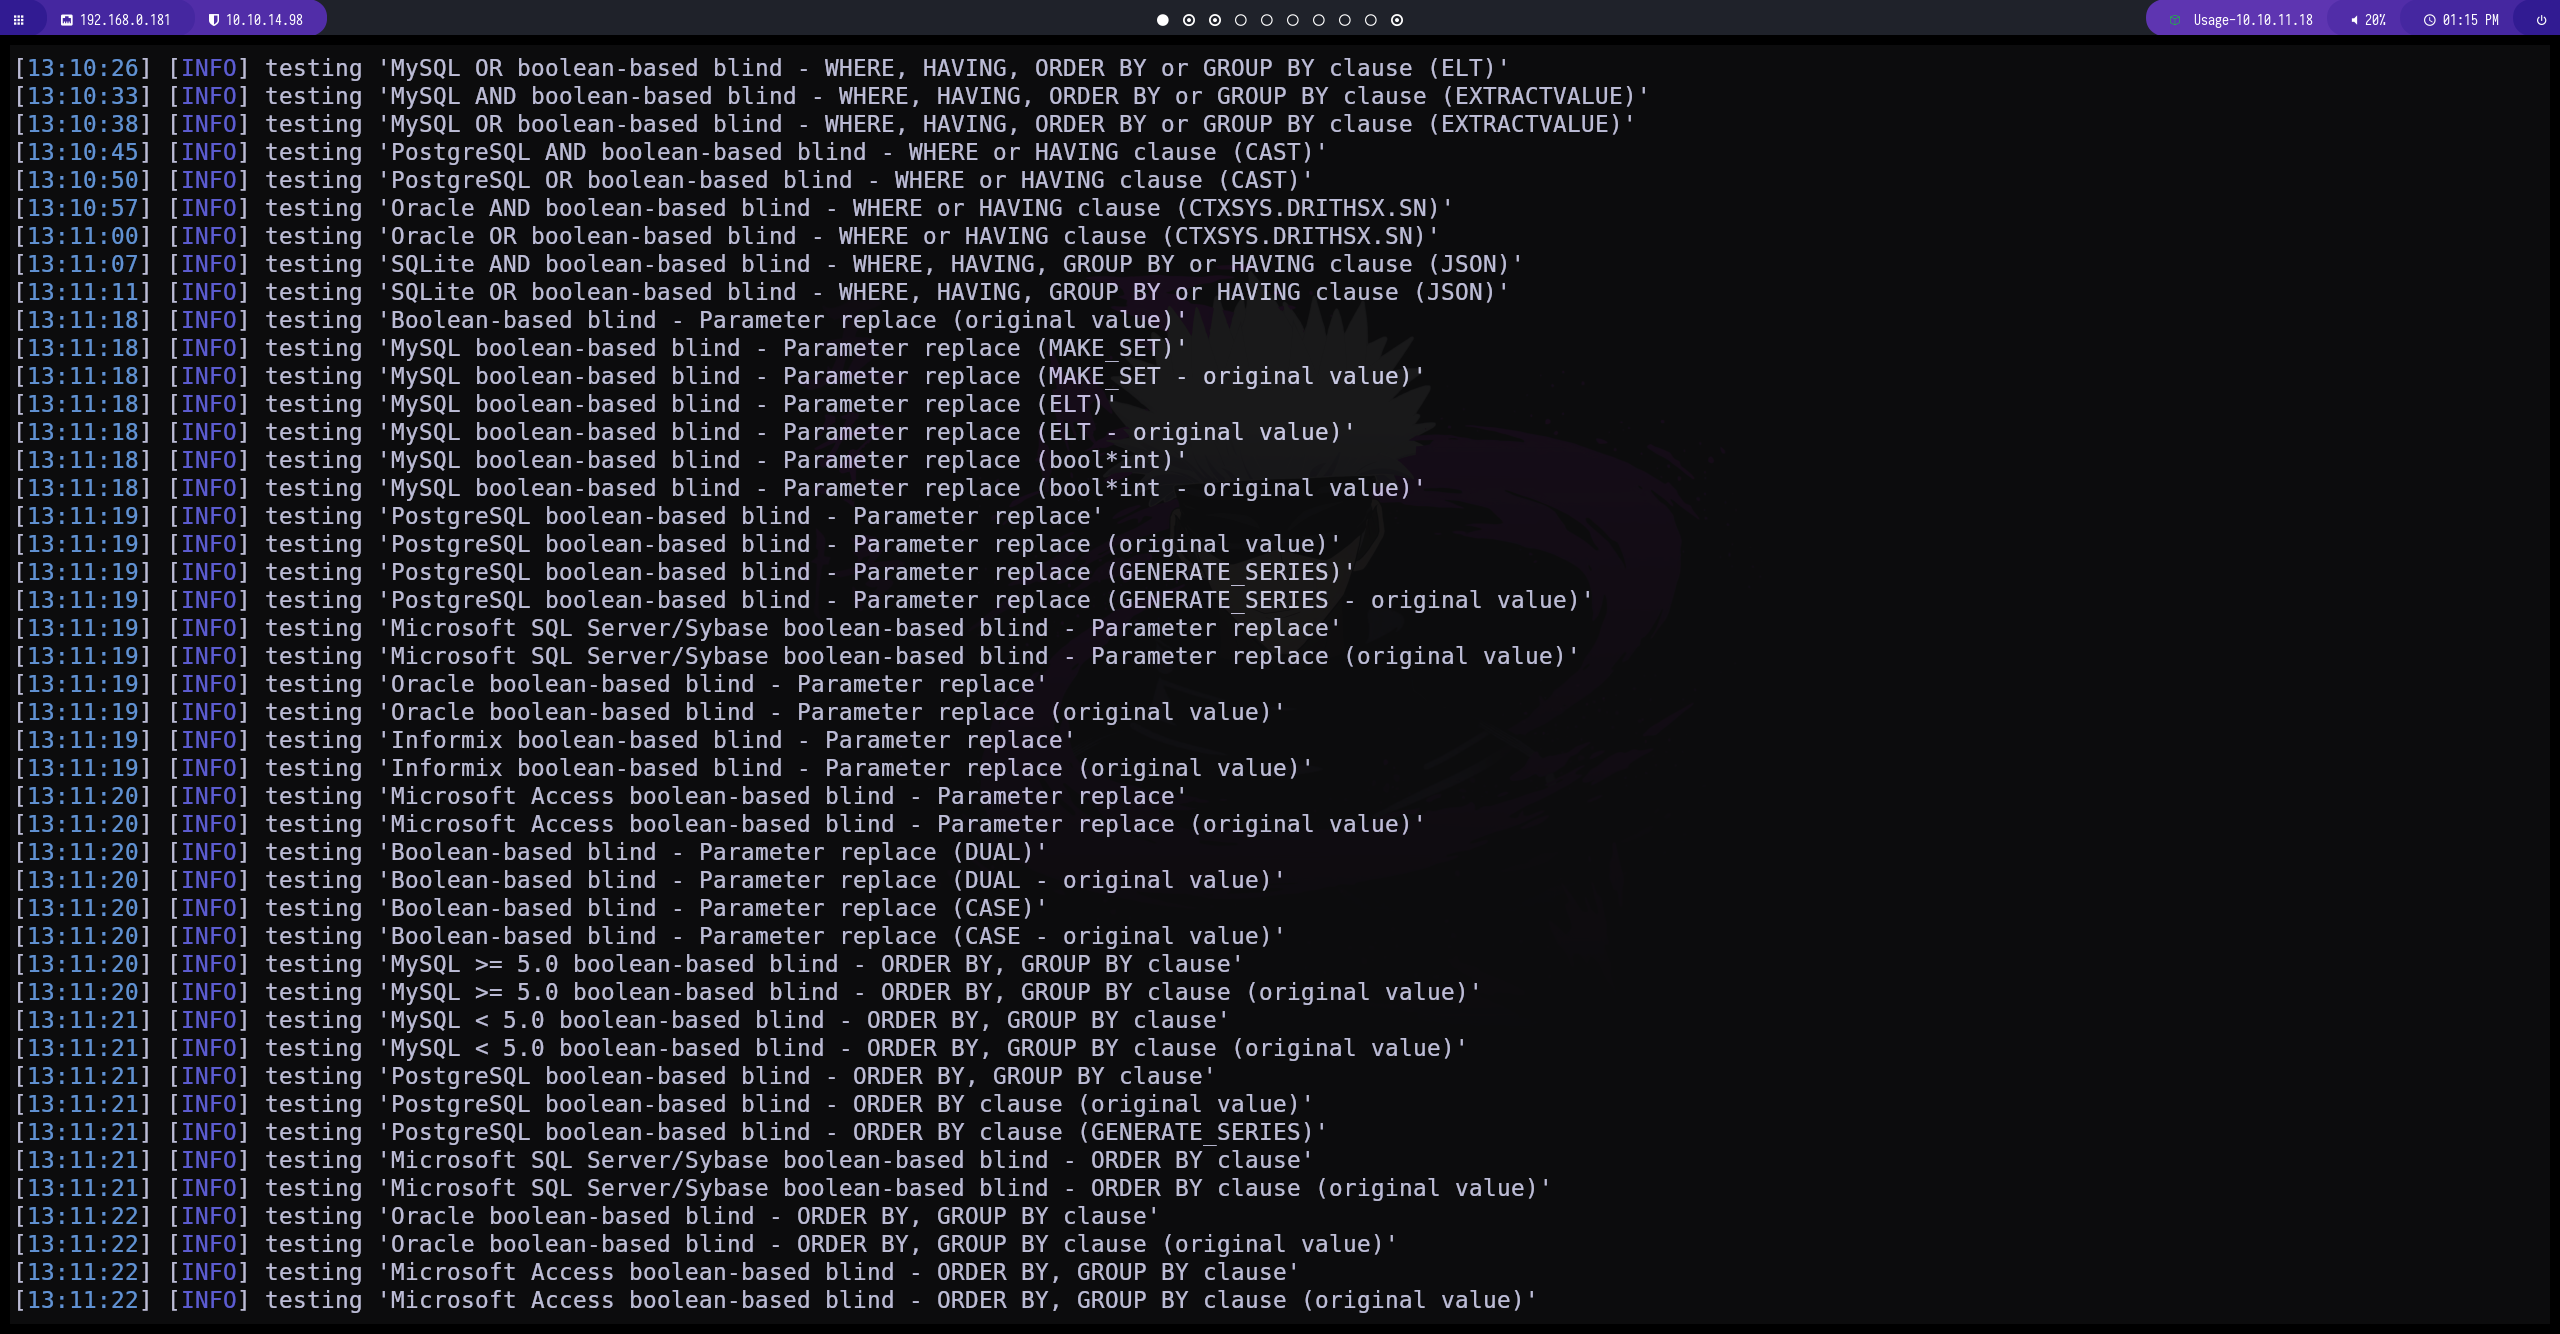 192.168.0.181 10.10.14.98 Usage-10.10.11.18 20% 01:15 PM
[13:10:26] [INFO] testing 'MySQL OR boolean-based blind - WHERE, HAVING, ORDER BY or GROUP BY clause (ELT)'
[13:10:33] [INFO] testing 'MySQL AND boolean-based blind - WHERE, HAVING, ORDER BY or GROUP BY clause (EXTRACTVALUE)'
[13:10:38] [INFO] testing 'MySQL OR boolean-based blind - WHERE, HAVING, ORDER BY or GROUP BY clause (EXTRACTVALUE)'
[13:10:45] [INFO] testing 'PostgreSQL AND boolean-based blind - WHERE or HAVING clause (CAST)'
[13:10:50] [INFO] testing 'PostgreSQL OR boolean-based blind - WHERE or HAVING clause (CAST)'
[13:10:57] [INFO] testing 'Oracle AND boolean-based blind - WHERE or HAVING clause (CTXSYS.DRITHSX.SN)'
[13:11:00] [INFO] testing 'Oracle OR boolean-based blind - WHERE or HAVING clause (CTXSYS.DRITHSX.SN)'
[13:11:07] [INFO] testing 'SQLite AND boolean-based blind - WHERE, HAVING, GROUP BY or HAVING clause (JSON)'
[13:11:11] [INFO] testing 'SQLite OR boolean-based blind - WHERE, HAVING, GROUP BY or HAVING clause (JSON)'
[13:11:18] [INFO] testing 'Boolean-based blind - Parameter replace (original value)'
[13:11:18] [INFO] testing 'MySQL boolean-based blind - Parameter replace (MAKE_SET)'
[13:11:18] [INFO] testing 'MySQL boolean-based blind - Parameter replace (MAKE_SET - original value)'
[13:11:18] [INFO] testing 'MySQL boolean-based blind - Parameter replace (ELT)'
[13:11:18] [INFO] testing 'MySQL boolean-based blind - Parameter replace (ELT - original value)'
[13:11:18] [INFO] testing 'MySQL boolean-based blind - Parameter replace (bool*int)'
[13:11:18] [INFO] testing 'MySQL boolean-based blind - Parameter replace (bool*int - original value)'
[13:11:19] [INFO] testing 'PostgreSQL boolean-based blind - Parameter replace'
[13:11:19] [INFO] testing 'PostgreSQL boolean-based blind - Parameter replace (original value)'
[13:11:19] [INFO] testing 'PostgreSQL boolean-based blind - Parameter replace (GENERATE_SERIES)'
[13:11:19] [INFO] testing 'PostgreSQL boolean-based blind - Parameter replace (GENERATE_SERIES - original value)'
[13:11:19] [INFO] testing 'Microsoft SQL Server/Sybase boolean-based blind - Parameter replace'
[13:11:19] [INFO] testing 'Microsoft SQL Server/Sybase boolean-based blind - Parameter replace (original value)'
[13:11:19] [INFO] testing 'Oracle boolean-based blind - Parameter replace'
[13:11:19] [INFO] testing 'Oracle boolean-based blind - Parameter replace (original value)'
[13:11:19] [INFO] testing 'Informix boolean-based blind - Parameter replace'
[13:11:19] [INFO] testing 'Informix boolean-based blind - Parameter replace (original value)'
[13:11:20] [INFO] testing 'Microsoft Access boolean-based blind - Parameter replace'
[13:11:20] [INFO] testing 'Microsoft Access boolean-based blind - Parameter replace (original value)'
[13:11:20] [INFO] testing 'Boolean-based blind - Parameter replace (DUAL)'
[13:11:20] [INFO] testing 'Boolean-based blind - Parameter replace (DUAL - original value)'
[13:11:20] [INFO] testing 'Boolean-based blind - Parameter replace (CASE)'
[13:11:20] [INFO] testing 'Boolean-based blind - Parameter replace (CASE - original value)'
[13:11:20] [INFO] testing 'MySQL >= 5.0 boolean-based blind - ORDER BY, GROUP BY clause'
[13:11:20] [INFO] testing 'MySQL >= 5.0 boolean-based blind - ORDER BY, GROUP BY clause (original value)'
[13:11:21] [INFO] testing 'MySQL < 5.0 boolean-based blind - ORDER BY, GROUP BY clause'
[13:11:21] [INFO] testing 'MySQL < 5.0 boolean-based blind - ORDER BY, GROUP BY clause (original value)'
[13:11:21] [INFO] testing 'PostgreSQL boolean-based blind - ORDER BY, GROUP BY clause'
[13:11:21] [INFO] testing 'PostgreSQL boolean-based blind - ORDER BY clause (original value)'
[13:11:21] [INFO] testing 'PostgreSQL boolean-based blind - ORDER BY clause (GENERATE_SERIES)'
[13:11:21] [INFO] testing 'Microsoft SQL Server/Sybase boolean-based blind - ORDER BY clause'
[13:11:21] [INFO] testing 'Microsoft SQL Server/Sybase boolean-based blind - ORDER BY clause (original value)'
[13:11:22] [INFO] testing 'Oracle boolean-based blind - ORDER BY, GROUP BY clause'
[13:11:22] [INFO] testing 'Oracle boolean-based blind - ORDER BY, GROUP BY clause (original value)'
[13:11:22] [INFO] testing 'Microsoft Access boolean-based blind - ORDER BY, GROUP BY clause'
[13:11:22] [INFO] testing 'Microsoft Access boolean-based blind - ORDER BY, GROUP BY clause (original value)'